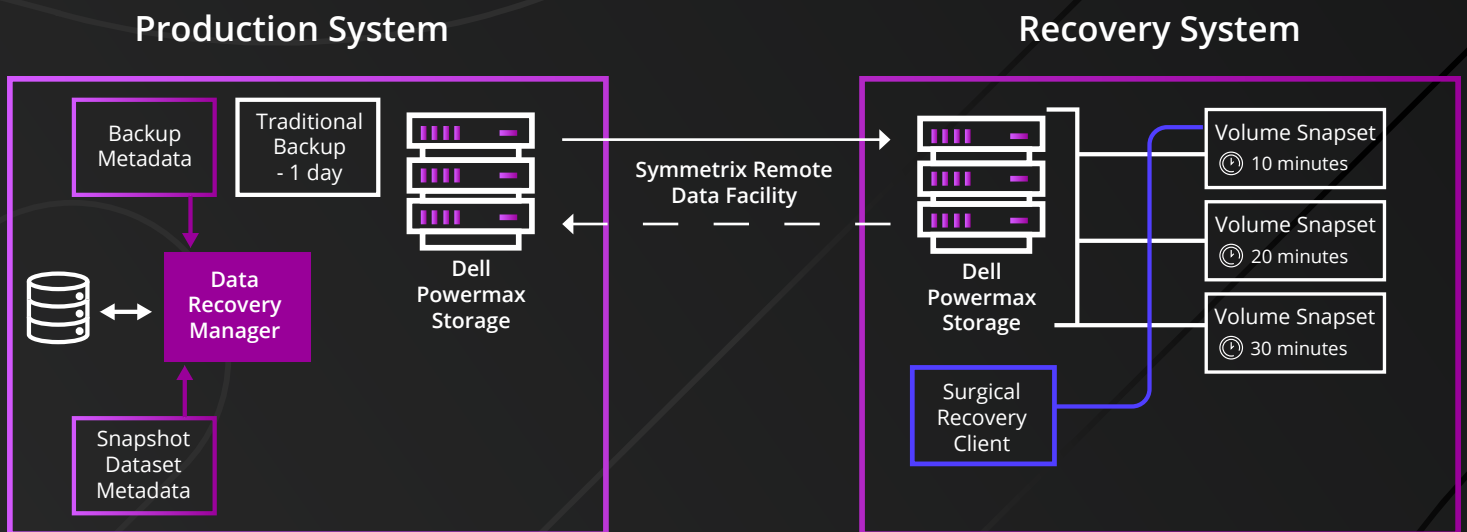 Production System
Recovery System
Backup
Metadata
Traditional
Backup
- 1 day
Data
Recovery
Manager
Snapshot
Dataset
Metadata
Dell
Powermax
Storage
Symmetrix Remote
Data Facility
Dell
Powermax
Storage
Surgical
Recovery
Client
Volume Snapset
10 minutes
Volume Snapset
20 minutes
Volume Snapset
30 minutes